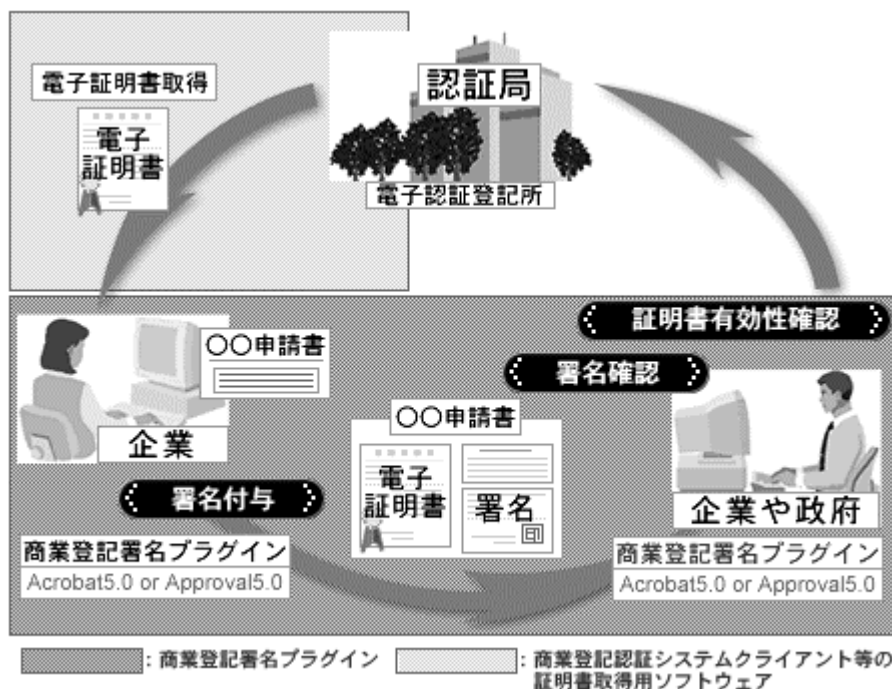 電子証明書取得
電子
証明書
認証局
電子認証登記所
証明書有効性確認
署名確認
〇〇申請書
企業
〇〇申請書
電子
証明書
署名
印
企業や政府
署名付与
商業登記署名プラグイン
Acrobat5.0 or Approval5.0
商業登記署名プラグイン
Acrobat5.0 or Approval5.0
：商業登記署名プラグイン
：商業登記認証システムクライアント等の
証明書取得用ソフトウェア